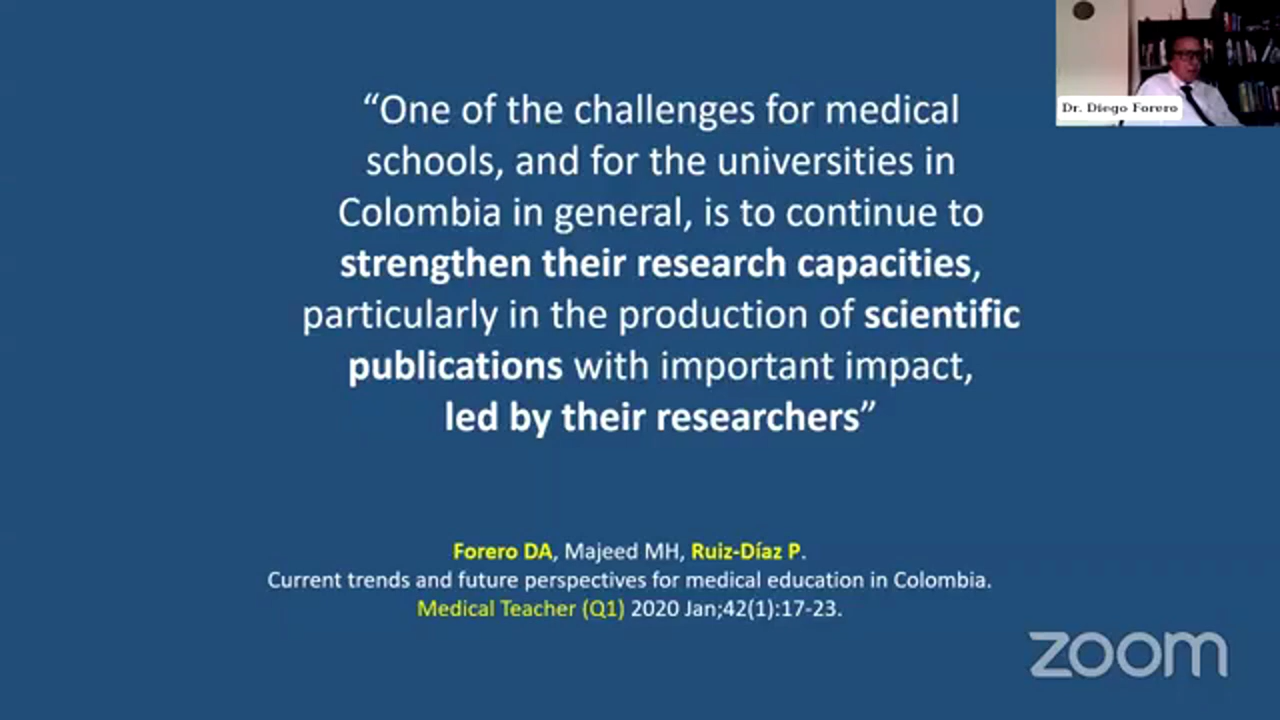 Dr. Diego Forero
“One of the challenges for medical
schools, and for the universities in
Colombia in general, is to continue to
strengthen their research capacities,
particularly in the production of scientific
publications with important impact,
led by their researchers”
Forero DA, Majeed MH, Ruiz-Díaz P.
Current trends and future perspectives for medical education in Colombia.
Medical Teacher (Q1) 2020 Jan;42(1):17-23.
zoom